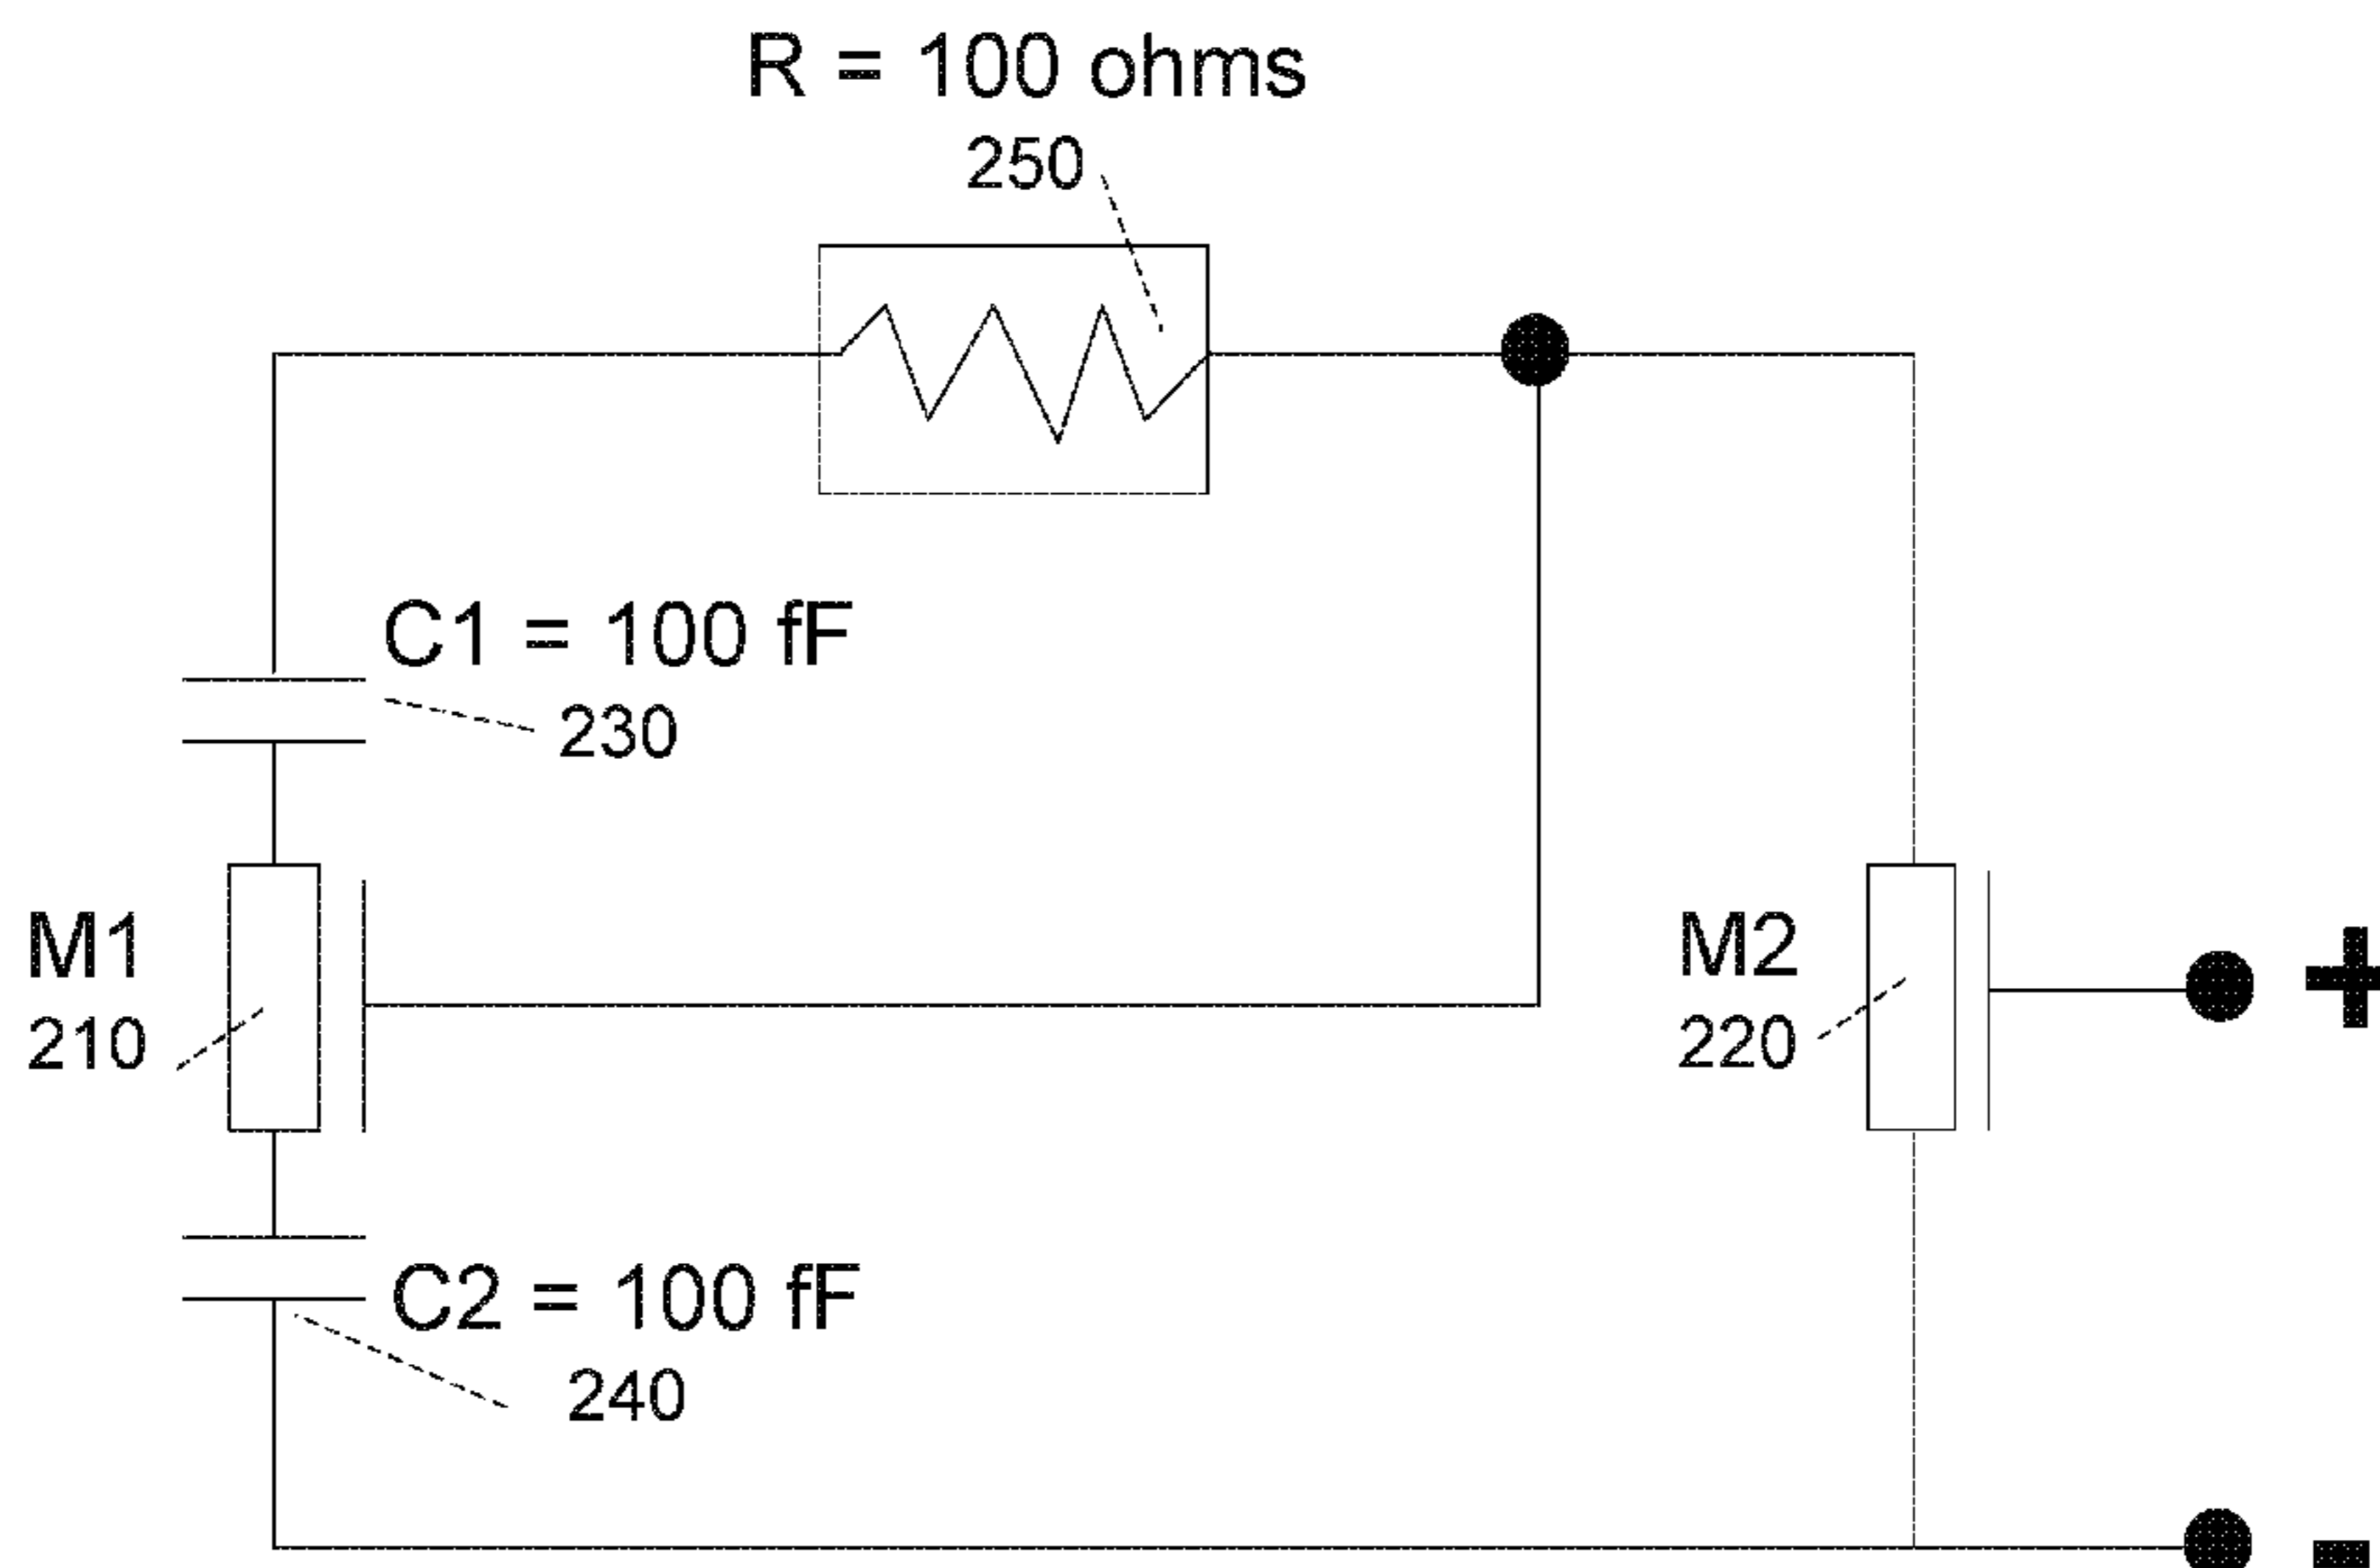 R = 100 ohms
250
C1 = 100 fF
230
M1
210
M2
220
+
C2 = 100 fF
240
-